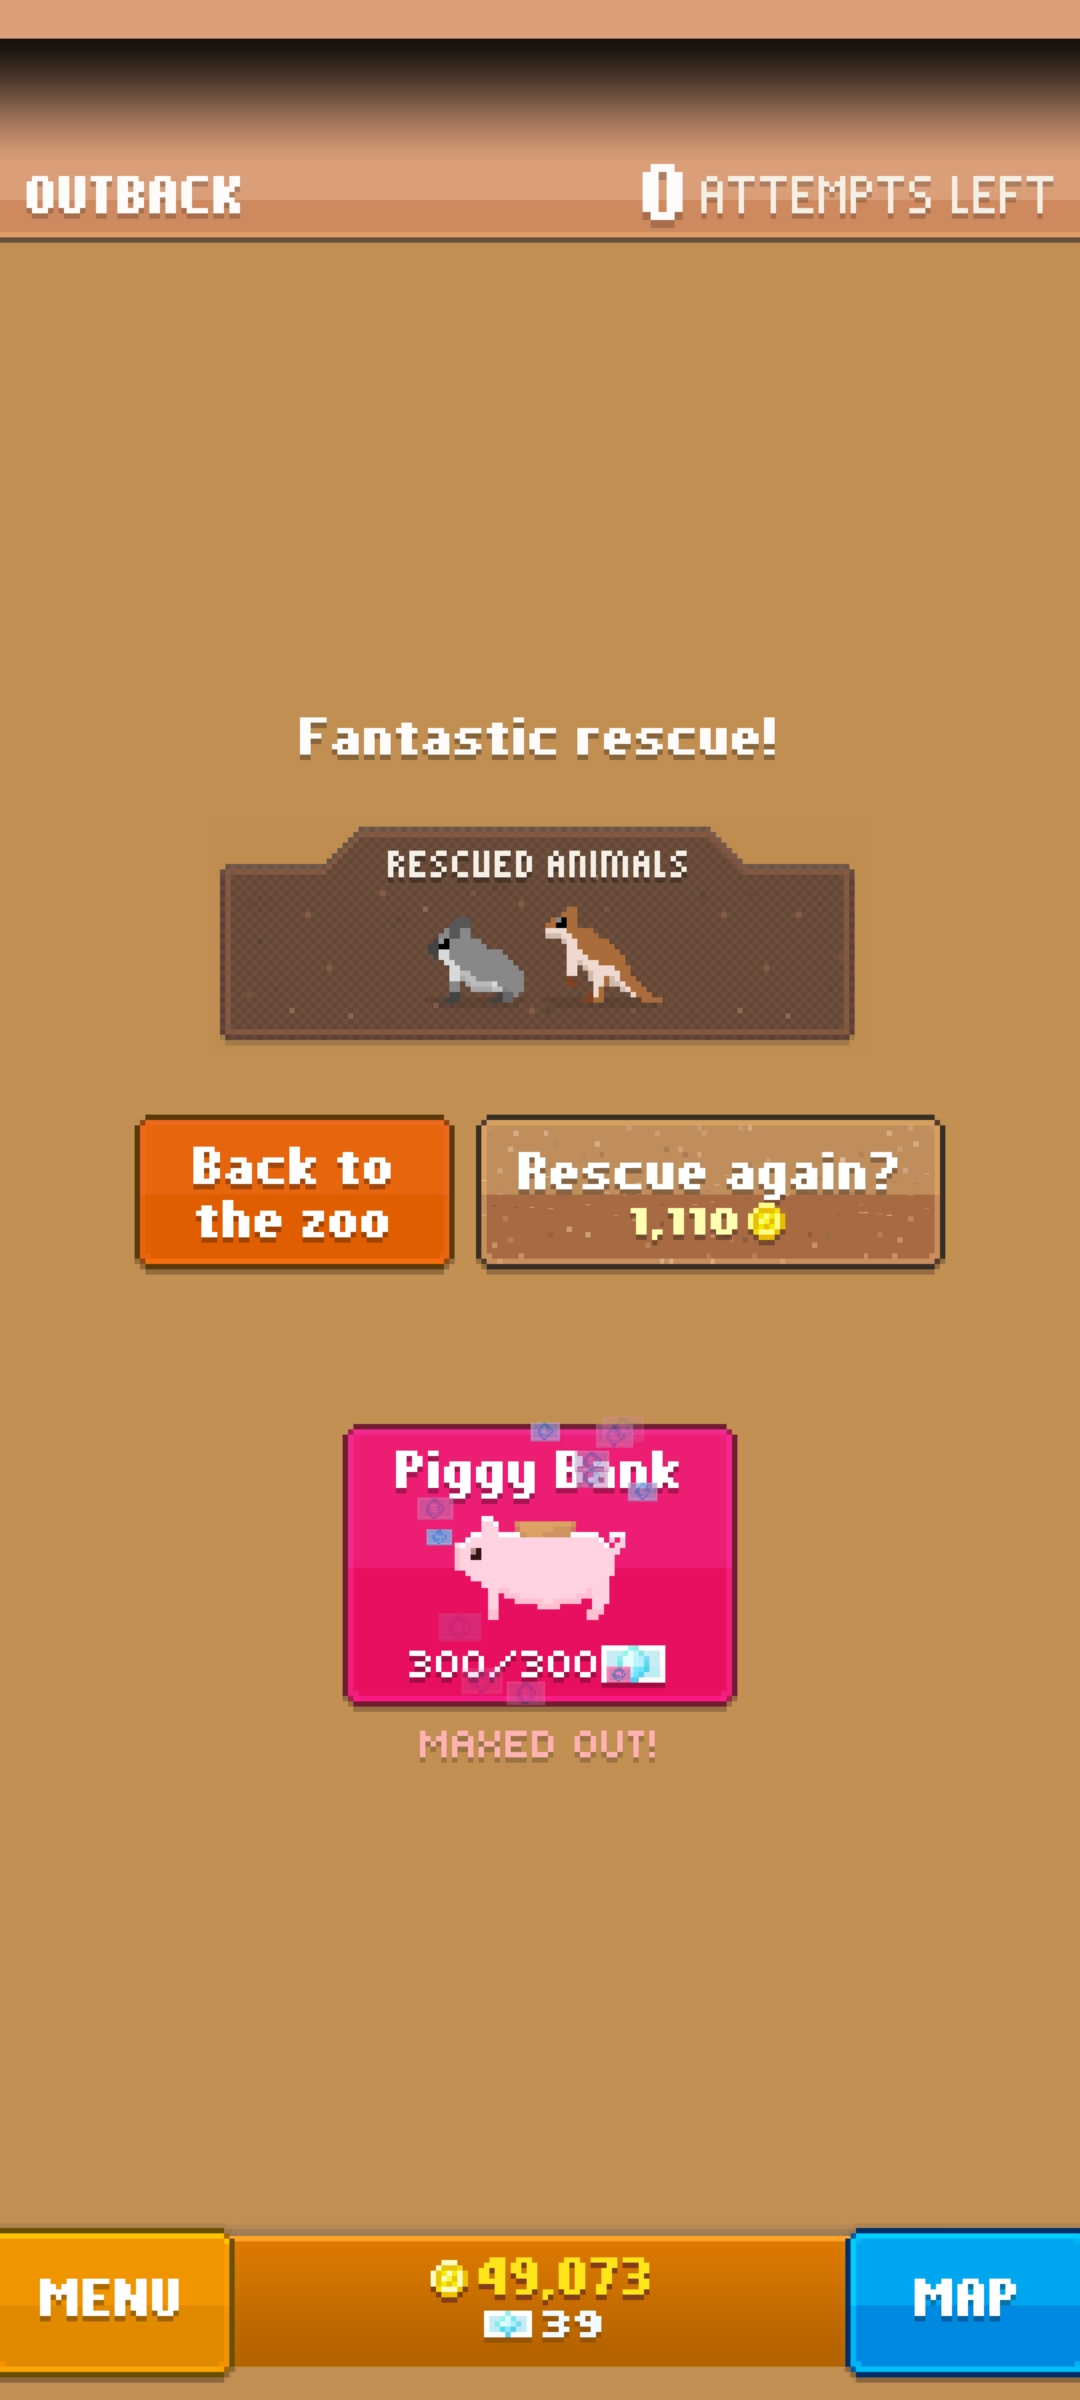 OUTBACK
0 ATTEMPTS LEFT
Fantastic rescue!
RESCUED ANIMALS
Back to
the zoo
Rescue again?
1,110
Piggy Bank
300/300
MAXED OUT!
MENU
49,073
39
MAP